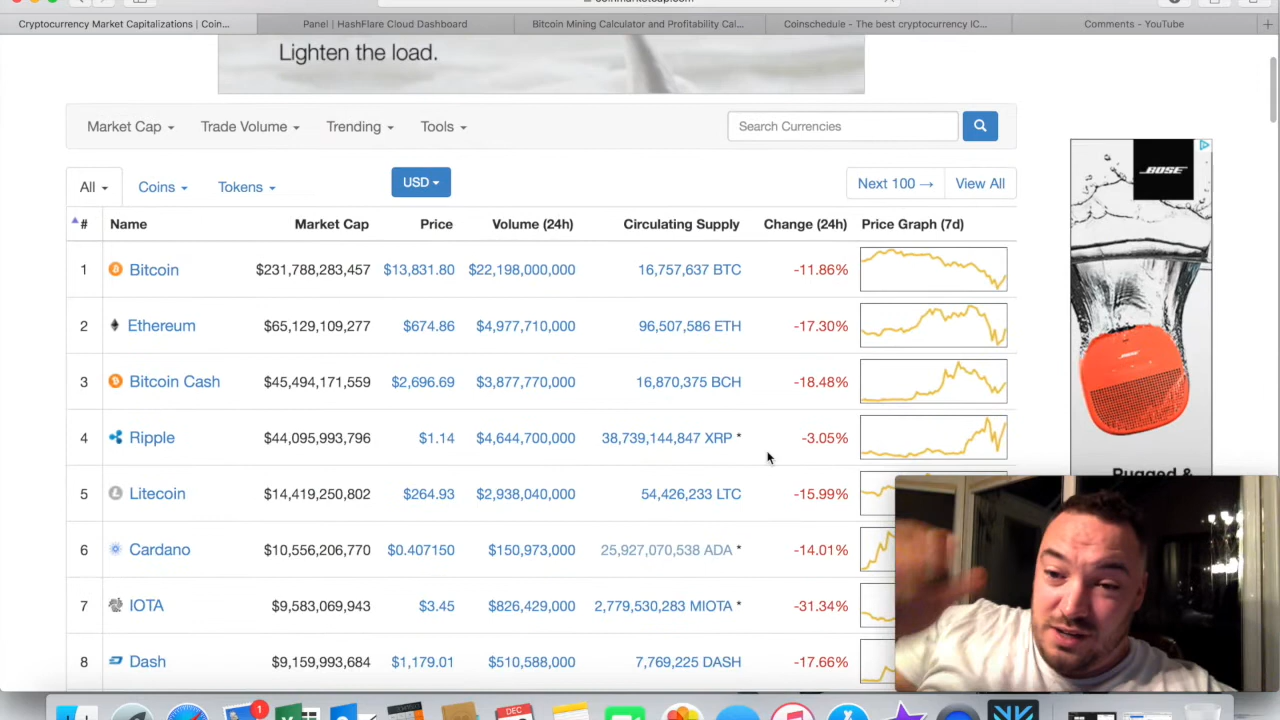 coinmarketcap.com
Cryptocurrency Market Capitalizations | Coin...
Panel | HashFlare Cloud Dashboard
Bitcoin Mining Calculator and Profitability Cal...
Coinschedule - The best cryptocurrency IC...
Comments - YouTube
Lighten the load.
Market Cap
Trade Volume
Trending
Tools
Search Currencies
All
Coins
Tokens
USD
Next 100 →
View All
# Name Market Cap Price Volume (24h) Circulating Supply Change (24h) Price Graph (7d)
1 Bitcoin $231,788,283,457 $13,831.80 $22,198,000,000 16,757,637 BTC -11.86%
2 Ethereum $65,129,109,277 $674.86 $4,977,710,000 96,507,586 ETH -17.30%
3 Bitcoin Cash $45,494,171,559 $2,696.69 $3,877,770,000 16,870,375 BCH -18.48%
4 Ripple $44,095,993,796 $1.14 $4,644,700,000 38,739,144,847 XRP * -3.05%
5 Litecoin $14,419,250,802 $264.93 $2,938,040,000 54,426,233 LTC -15.99%
6 Cardano $10,556,206,770 $0.407150 $150,973,000 25,927,070,538 ADA * -14.01%
7 IOTA $9,583,069,943 $3.45 $826,429,000 2,779,530,283 MIOTA * -31.34%
8 Dash $9,159,993,684 $1,179.01 $510,588,000 7,769,225 DASH -17.66%
BOSE
BOSE
Rugged &
1
DEC